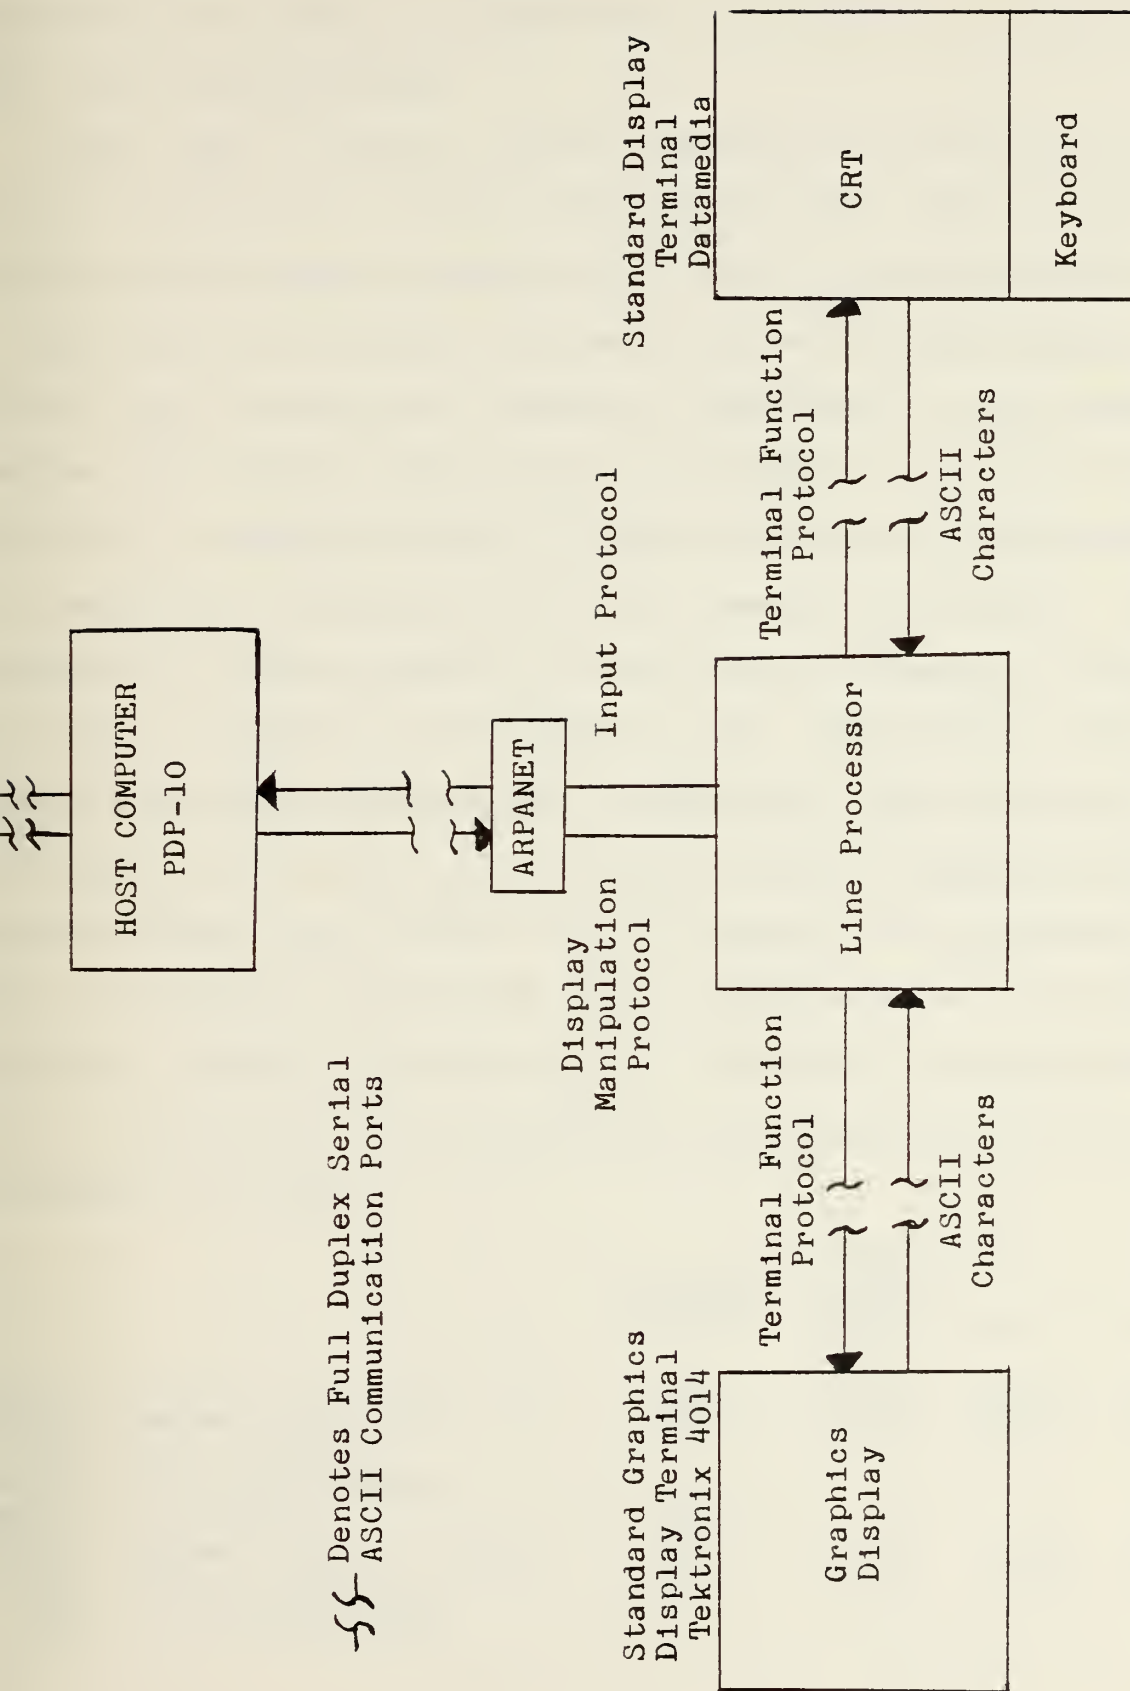 HOST COMPUTER
PDP-10
Denotes Full Duplex Serial
ASCII Communication Ports
ARPANET
Display
Manipulation
Protocol
Input Protocol
Standard Graphics
Display Terminal
Tektronix 4014
Standard Display
Terminal
Datamedia
Terminal Function
Protocol
Terminal Function
Protocol
Graphics
Display
Line Processor
CRT
ASCII
Characters
ASCII
Characters
Keyboard